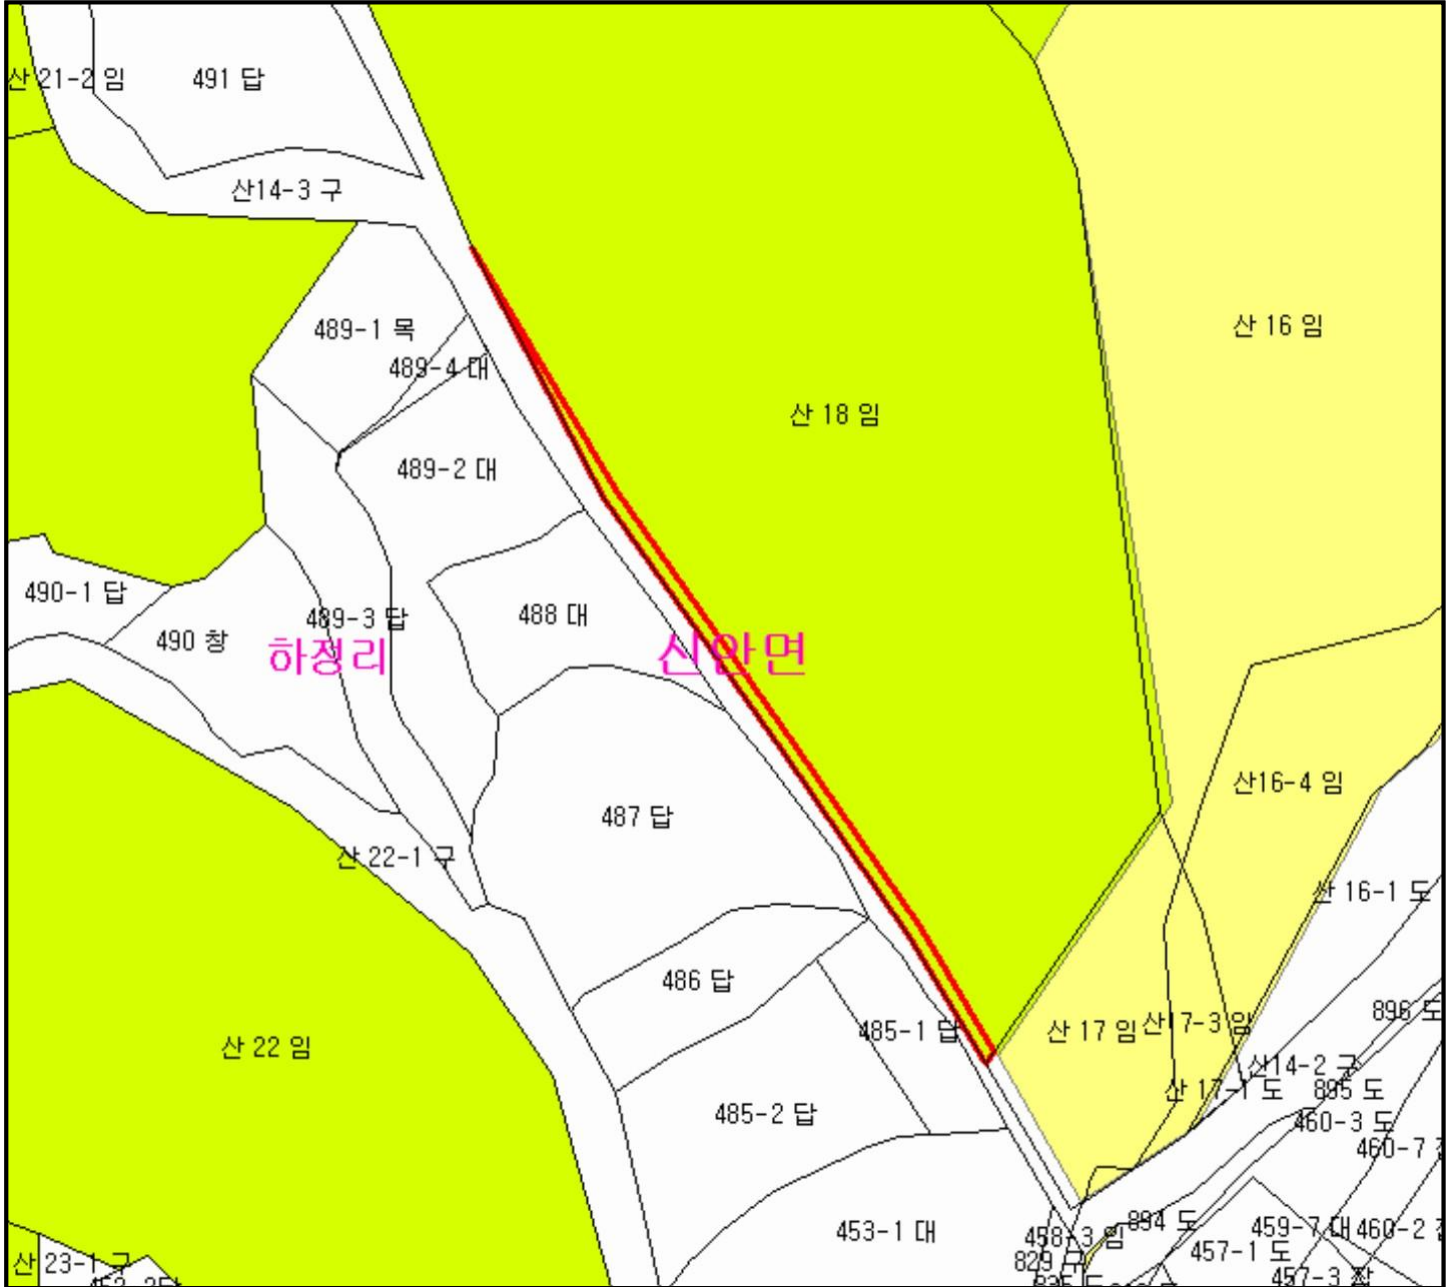 산 21-2 임
491 답
산14-3 구
489-1 목
489-4 대
489-2 대
산 16 임
산 18 임
490-1 답
490 창
489-3 답
488 대
하정리
신안면
487 답
산 22-1 구
산16-4 임
산 16-1 도
486 답
485-1 답
산 17 임
산17-3 임
896 도
산 22 임
산14-2 구
산 17-1 도
895 도
485-2 답
460-3 도
460-7
453-1 대
458-3 임
894 도
459-7 대
460-2
457-1 도
829 구
산 23-1 구
457-3 잡